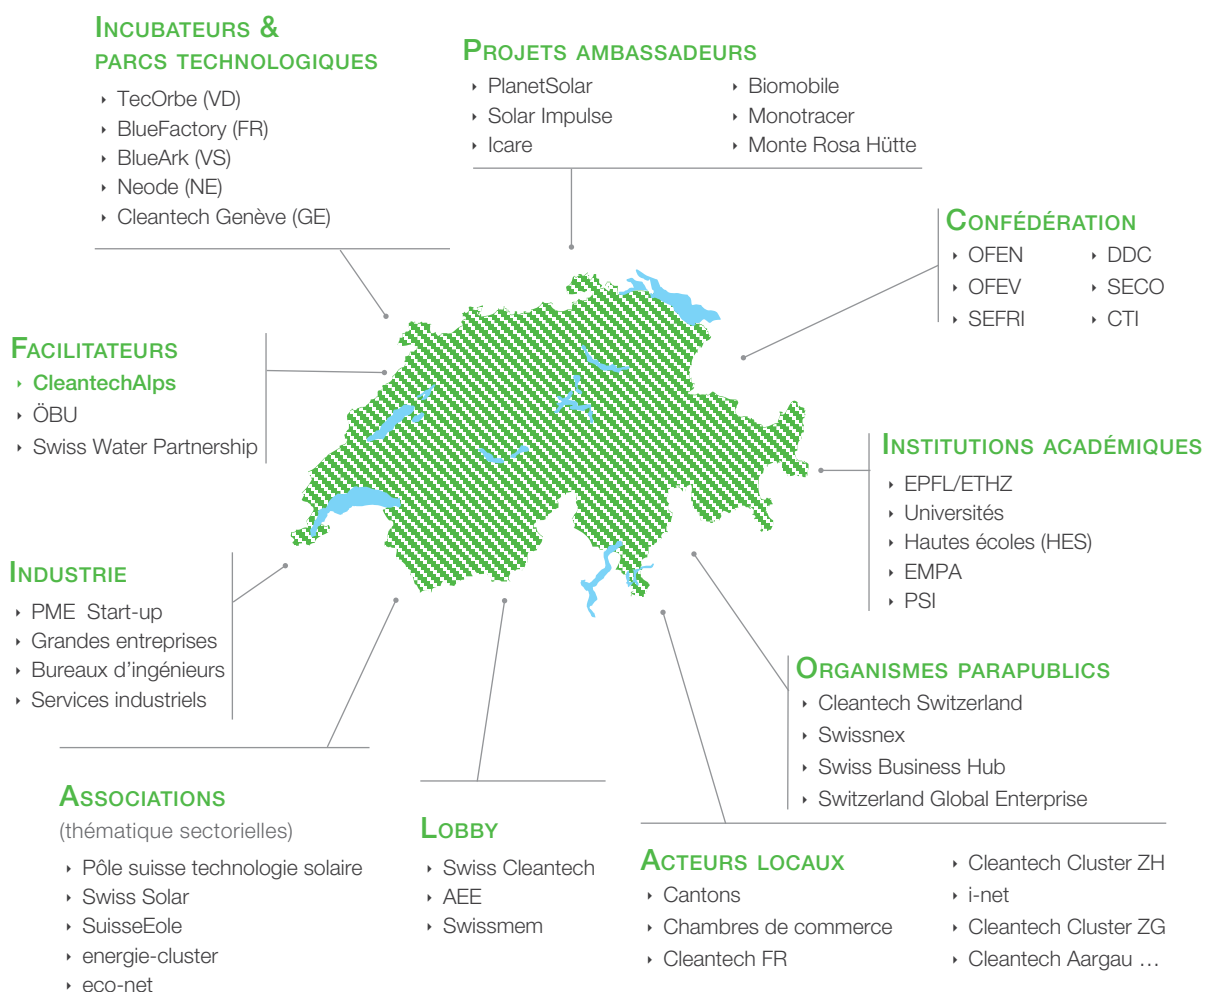 Incubateurs &
parcs technologiques
TecOrbe (VD)
BlueFactory (FR)
BlueArk (VS)
Neode (NE)
Cleantech Genève (GE)
Projets ambassadeurs
PlanetSolar
Solar Impulse
Icare
Biomobile
Monotracer
Monte Rosa Hütte
Confédération
OFEN
OFEV
SEFRI
DDC
SECO
CTI
Facilitateurs
CleantechAlps
ÖBU
Swiss Water Partnership
Institutions académiques
EPFL/ETHZ
Universités
Hautes écoles (HES)
EMPA
PSI
Industrie
PME Start-up
Grandes entreprises
Bureaux d'ingénieurs
Services industriels
Organismes parapublics
Cleantech Switzerland
Swissnex
Swiss Business Hub
Switzerland Global Enterprise
Associations
(thématique sectorielles)
Pôle suisse technologie solaire
Swiss Solar
SuisseEole
energie-cluster
eco-net
Lobby
Swiss Cleantech
AEE
Swissmem
Acteurs locaux
Cantons
Chambres de commerce
Cleantech FR
Cleantech Cluster ZH
i-net
Cleantech Cluster ZG
Cleantech Aargau …